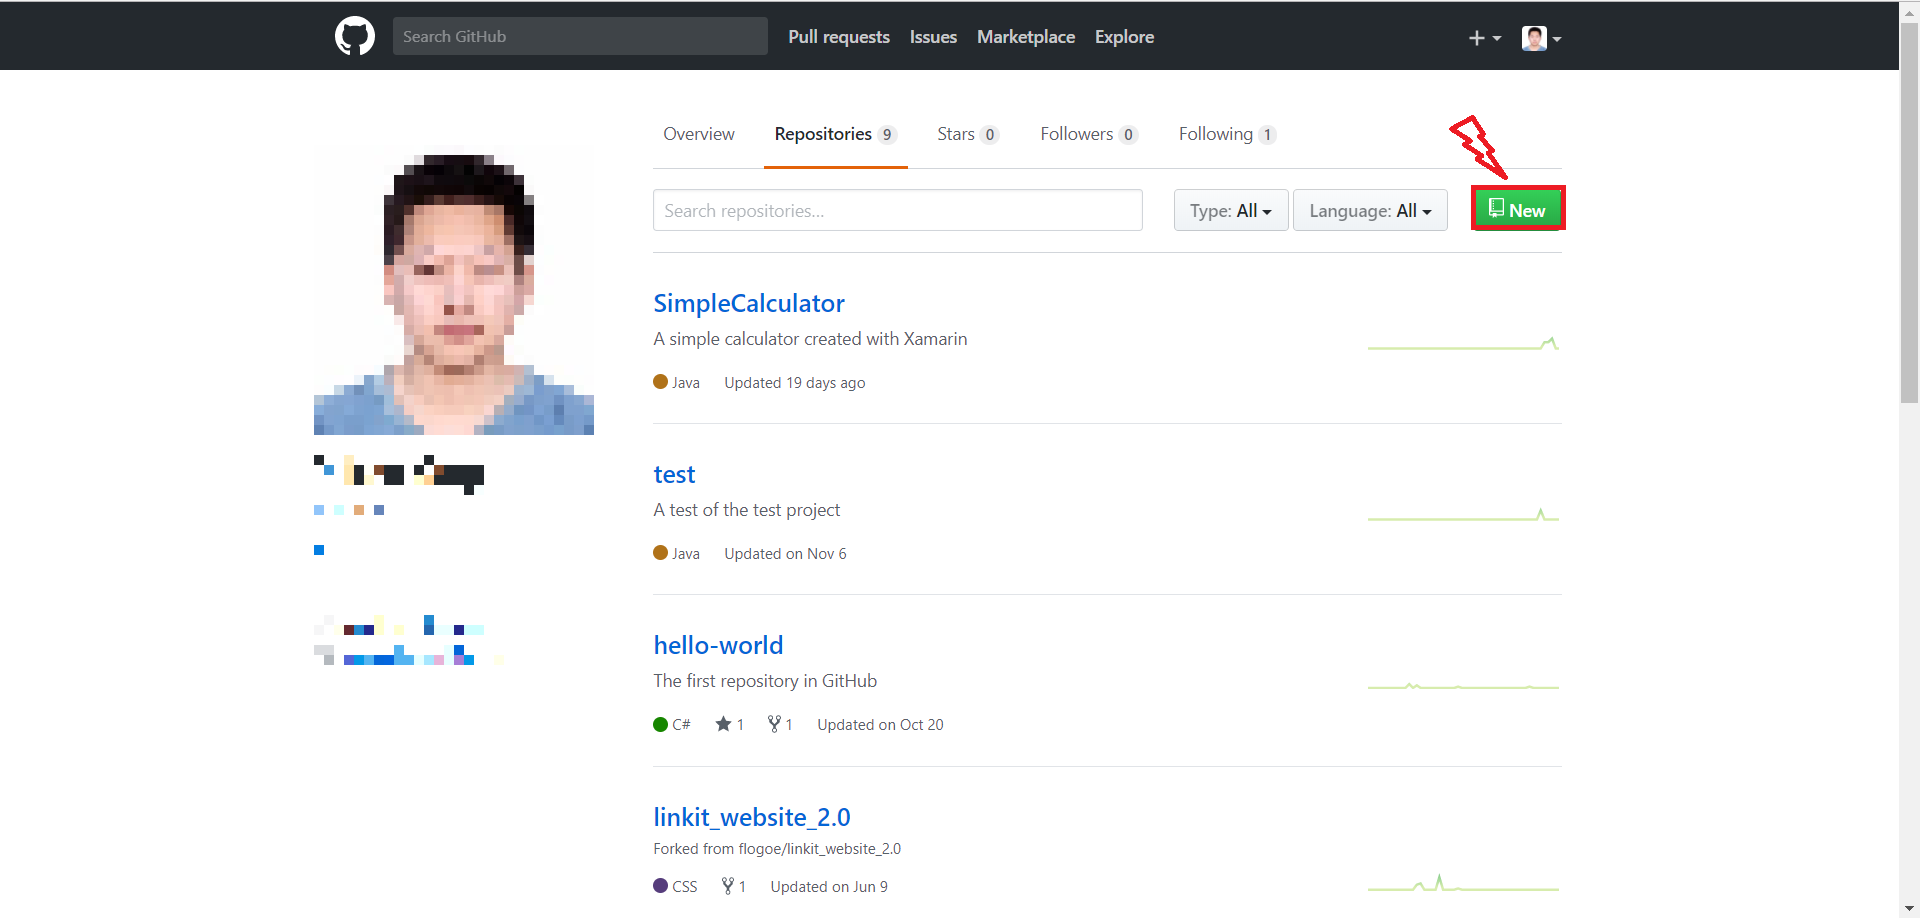 Search GitHub Pull requests Issues Marketplace Explore
Overview Repositories 9 Stars 0 Followers 0 Following 1
Search repositories... Type: All Language: All New
SimpleCalculator
A simple calculator created with Xamarin
Java Updated 19 days ago
test
A test of the test project
Java Updated on Nov 6
hello-world
The first repository in GitHub
C# 1 1 Updated on Oct 20
linkit_website_2.0
Forked from flogoe/linkit_website_2.0
CSS 1 Updated on Jun 9